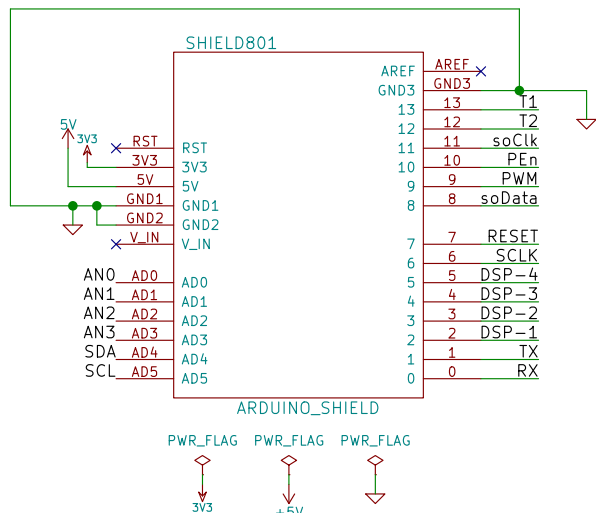 SHIELD801
AREF AREF
GND3 GND3
13 13 T1
12 12 T2
11 11 soClk
10 10 PEn
9 9 PWM
8 8 soData
7 7 RESET
6 6 SCLK
5 5 DSP-4
4 4 DSP-3
3 3 DSP-2
2 2 DSP-1
1 1 TX
0 0 RX
5V
3V3
RST RST
3V3 3V3
5V 5V
GND1 GND1
GND2 GND2
V_IN V_IN
AN0 AD0 AD0
AN1 AD1 AD1
AN2 AD2 AD2
AN3 AD3 AD3
SDA AD4 AD4
SCL AD5 AD5
ARDUINO_SHIELD
PWR_FLAG PWR_FLAG PWR_FLAG
3V3 +5V